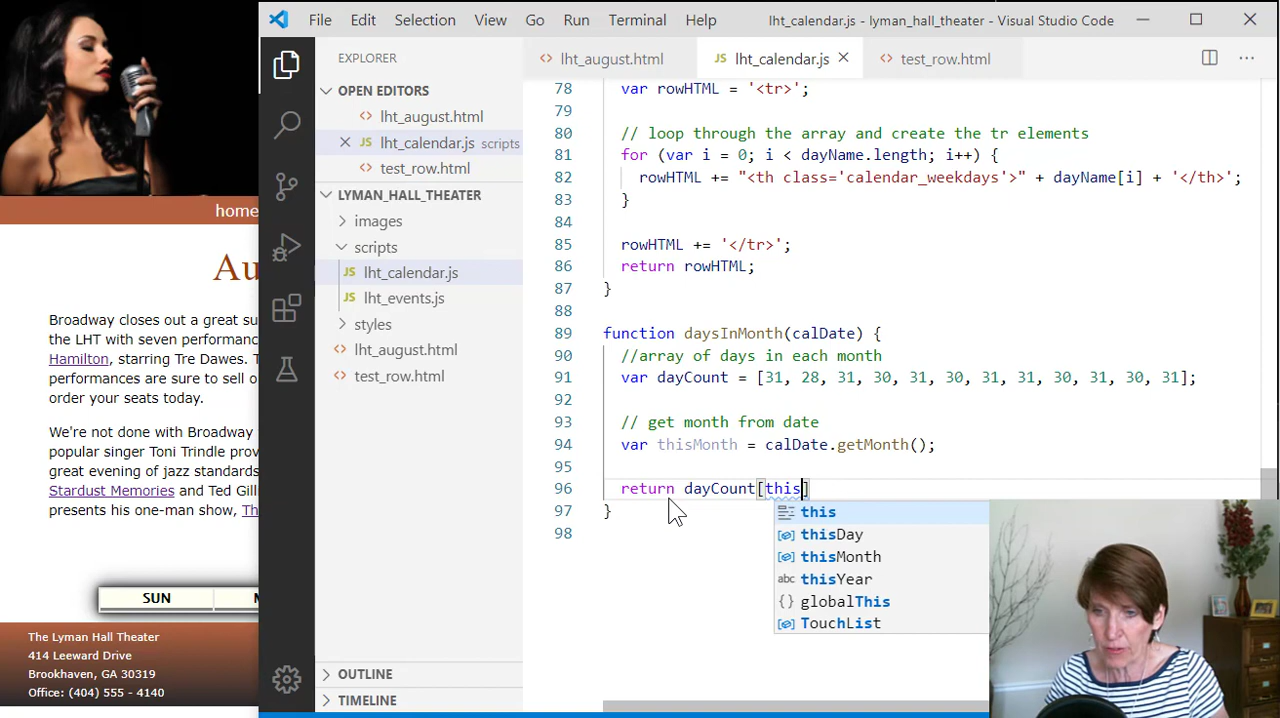 File Edit Selection View Go Run Terminal Help lht_calendar.js - lyman_hall_theater - Visual Studio Code
EXPLORER
OPEN EDITORS
lht_august.html
lht_calendar.js scripts
test_row.html
LYMAN_HALL_THEATER
images
scripts
JS lht_calendar.js
JS lht_events.js
styles
lht_august.html
test_row.html
OUTLINE
TIMELINE
lht_august.html JS lht_calendar.js test_row.html
78 var rowHTML = '<tr>';
79
80 // loop through the array and create the tr elements
81 for (var i = 0; i < dayName.length; i++) {
82 rowHTML += "<th class='calendar_weekdays'>" + dayName[i] + '</th>';
83 }
84
85 rowHTML += '</tr>';
86 return rowHTML;
87 }
88
89 function daysInMonth(calDate) {
90 //array of days in each month
91 var dayCount = [31, 28, 31, 30, 31, 30, 31, 31, 30, 31, 30, 31];
92
93 // get month from date
94 var thisMonth = calDate.getMonth();
95
96 return dayCount[this]
97 }
98
this
thisDay
thisMonth
abc thisYear
globalThis
TouchList
home
Au
Broadway closes out a great su
the LHT with seven performanc
Hamilton, starring Tre Dawes. T
performances are sure to sell o
order your seats today.
We're not done with Broadway
popular singer Toni Trindle prov
great evening of jazz standards
Stardust Memories and Ted Gill
presents his one-man show, Th
SUN
The Lyman Hall Theater
414 Leeward Drive
Brookhaven, GA 30319
Office: (404) 555 - 4140